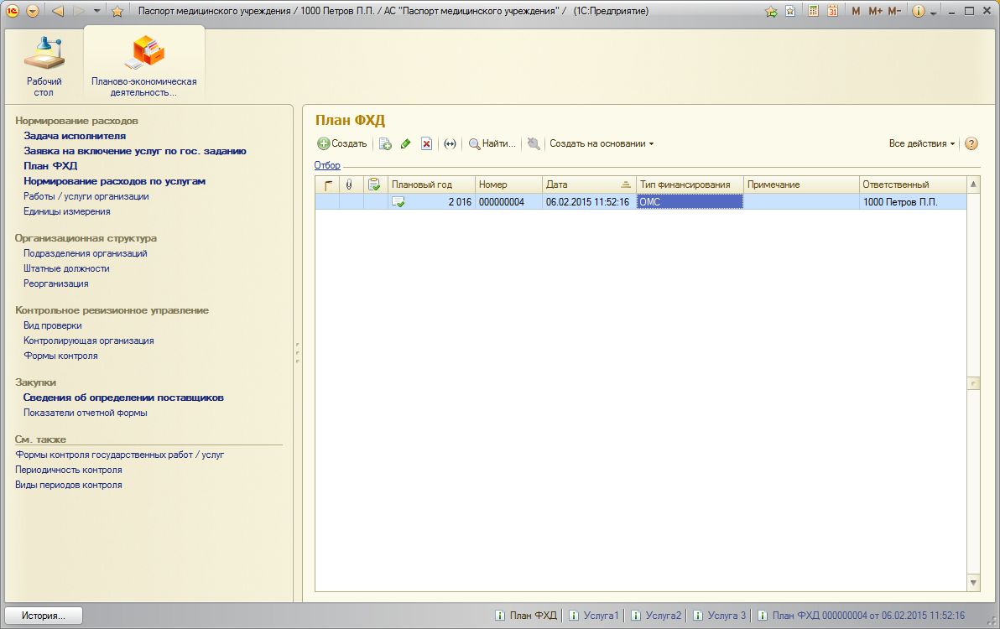 Паспорт медицинского учреждения / 1000 Петров П.П. / АС "Паспорт медицинского учреждения" / (1С:Предприятие)
31 M M+ M-
Рабочий стол
Планово-экономическая деятельность...
Нормирование расходов
Задача исполнителя
Заявка на включение услуг по гос. заданию
План ФХД
Нормирование расходов по услугам
Работы / услуги организации
Единицы измерения
Организационная структура
Подразделения организаций
Штатные должности
Реорганизация
Контрольное ревизионное управление
Вид проверки
Контролирующая организация
Формы контроля
Закупки
Сведения об определении поставщиков
Показатели отчетной формы
См. также
Формы контроля государственных работ / услуг
Периодичность контроля
Виды периодов контроля
План ФХД
Создать Найти... Создать на основании Все действия ?
Отбор
Плановый год Номер Дата Тип финансирования Примечание Ответственный
2 016 000000004 06.02.2015 11:52:16 ОМС 1000 Петров П.П.
История... План ФХД Услуга1 Услуга2 Услуга 3 План ФХД 000000004 от 06.02.2015 11:52:16